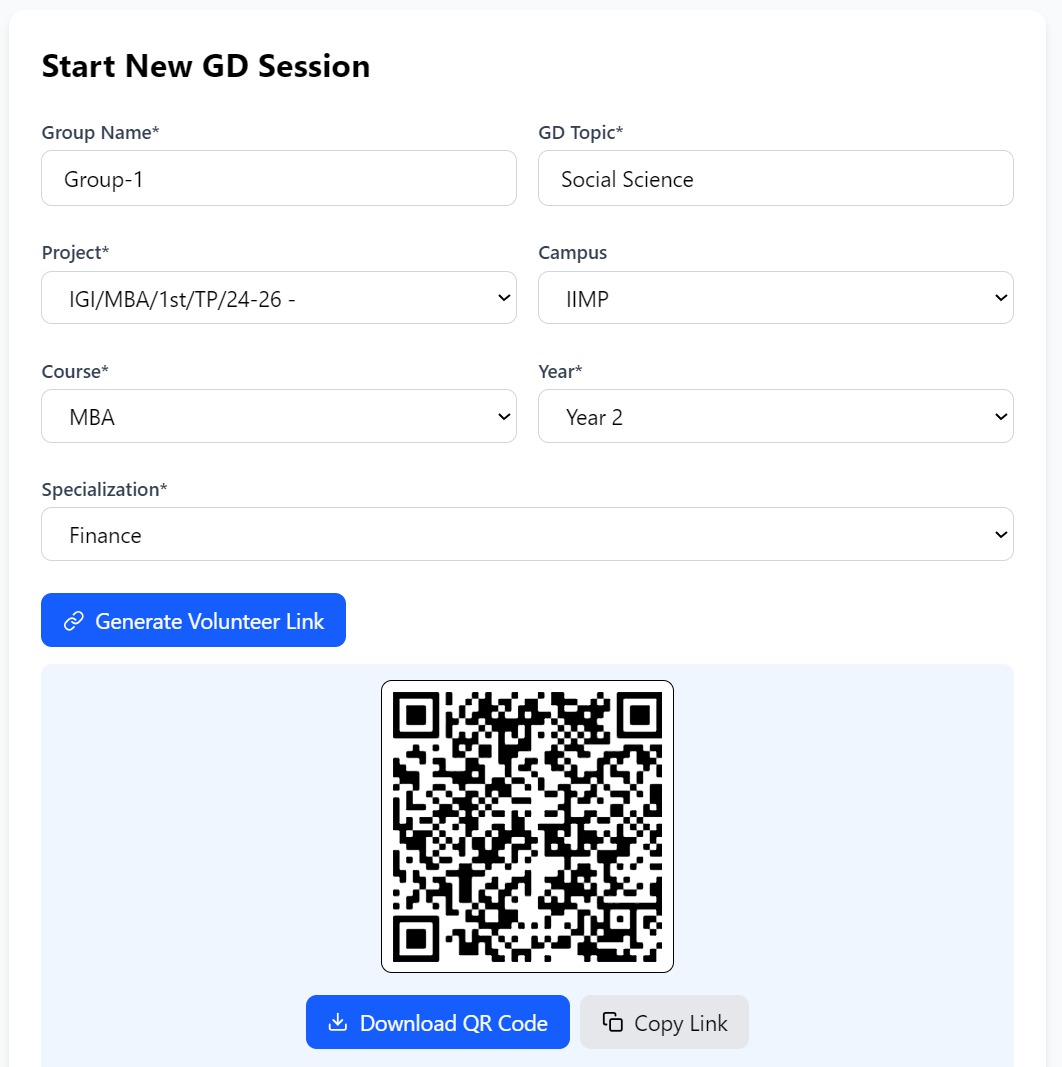 Start New GD Session
Group Name*
GD Topic*
Group-1
Social Science
Project*
Campus
IGI/MBA/1st/TP/24-26 -
IIMP
Course*
Year*
MBA
Year 2
Specialization*
Finance
Generate Volunteer Link
Download QR Code
Copy Link